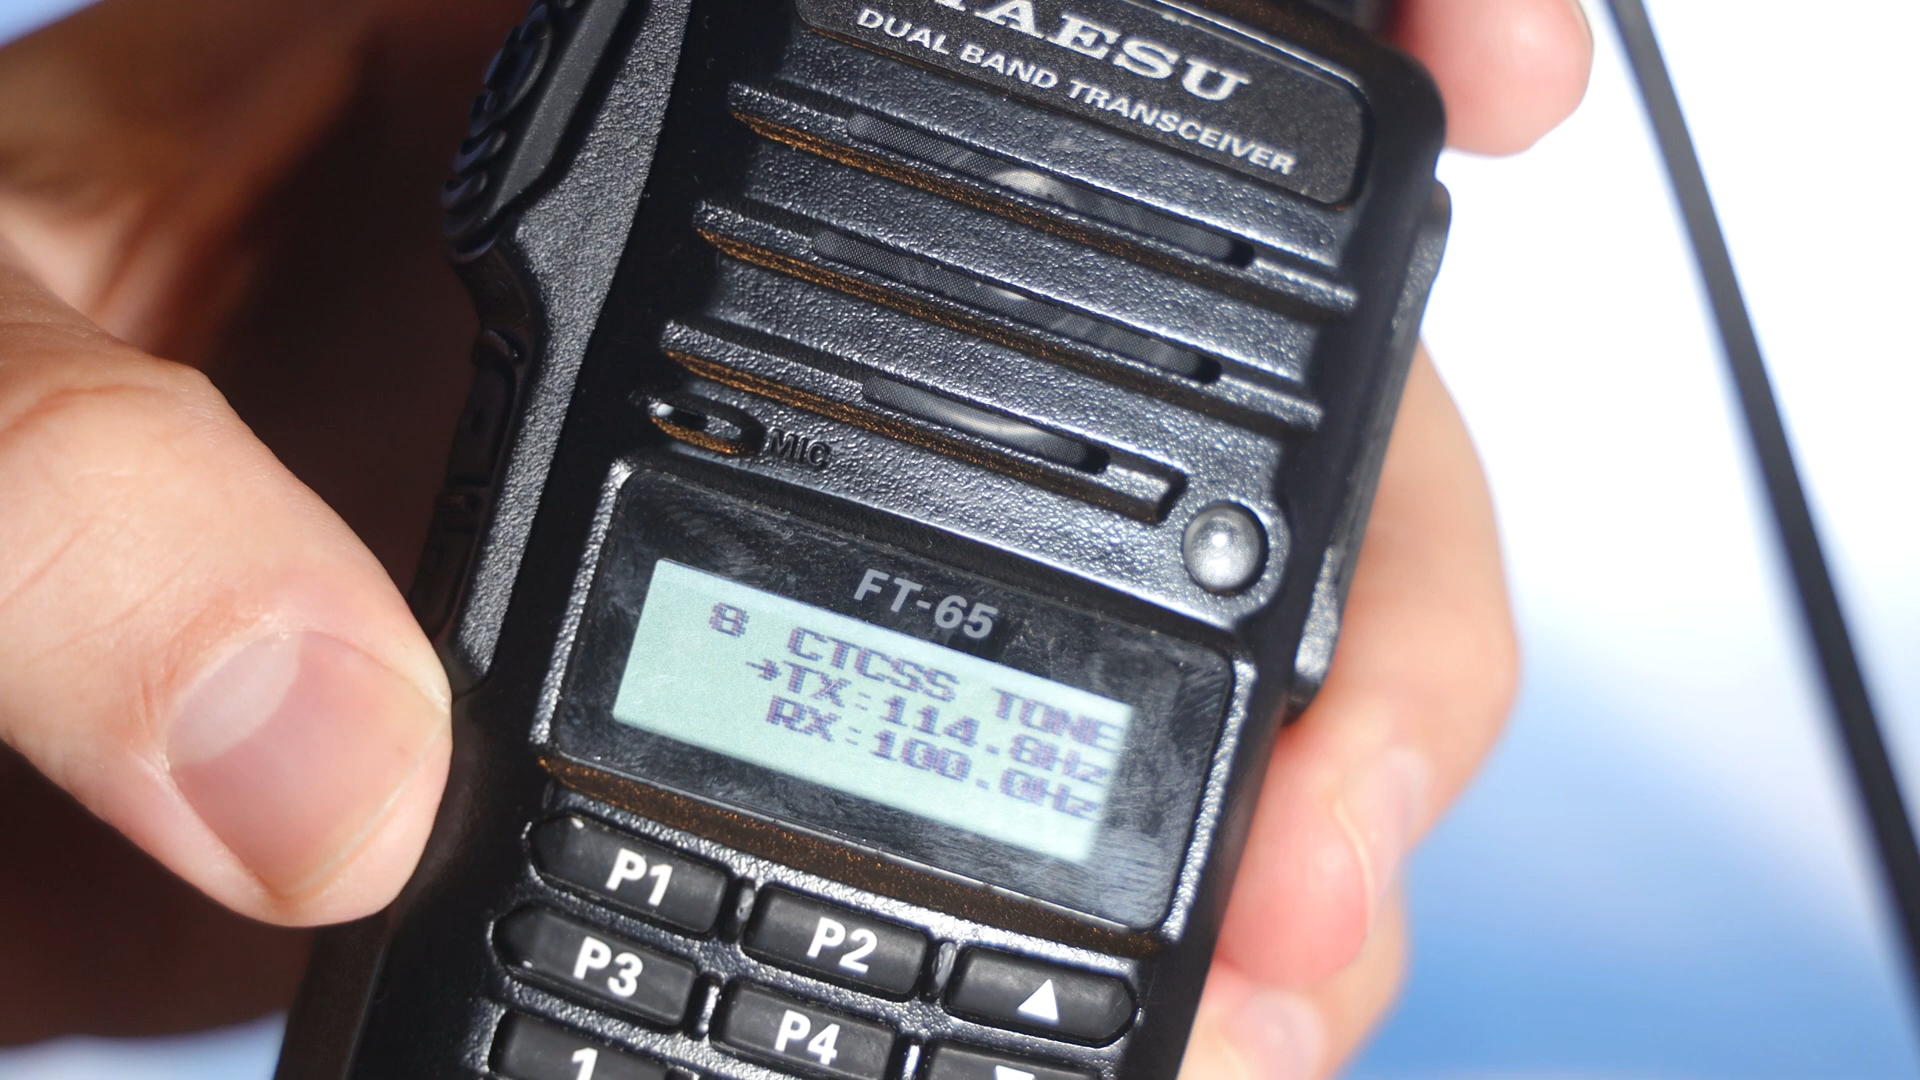 YAESU
DUAL BAND TRANSCEIVER
MIC
FT-65
8 CTCSS TONE
→TX:114.8Hz
RX:100.0Hz
P1
P2
P3
▲
P4
1
▼